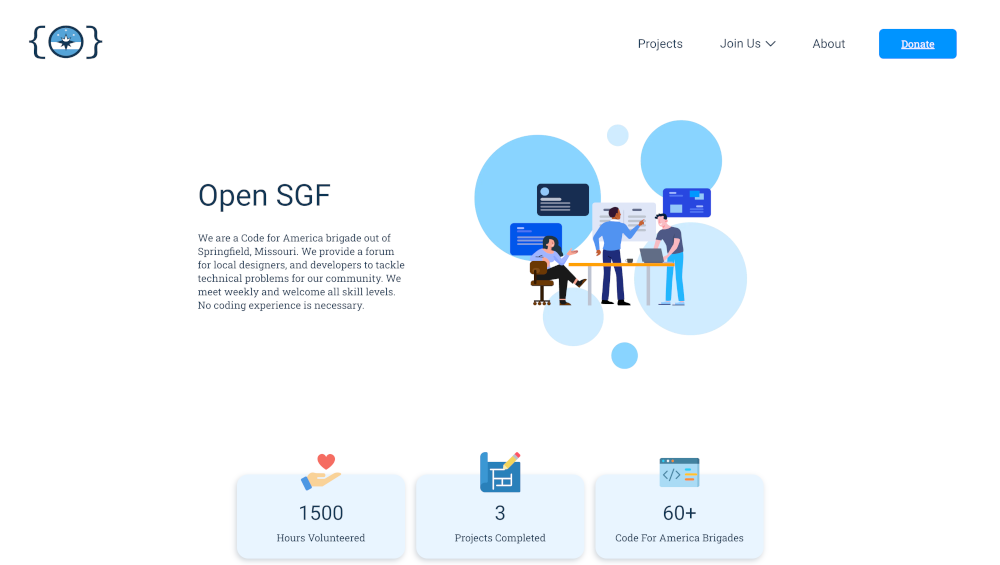 Projects
Join Us
About
Donate
Open SGF
We are a Code for America brigade out of
Springfield, Missouri. We provide a forum
for local designers, and developers to tackle
technical problems for our community. We
meet weekly and welcome all skill levels.
No coding experience is necessary.
1500
Hours Volunteered
3
Projects Completed
60+
Code For America Brigades